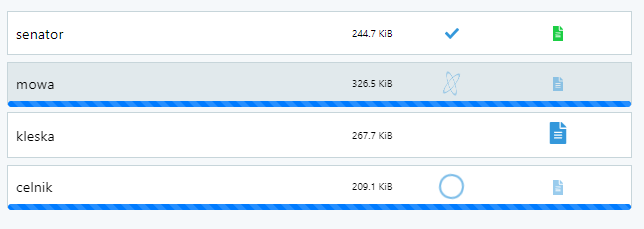 senator 244.7 KiB
mowa 326.5 KiB
kleska 267.7 KiB
celnik 209.1 KiB